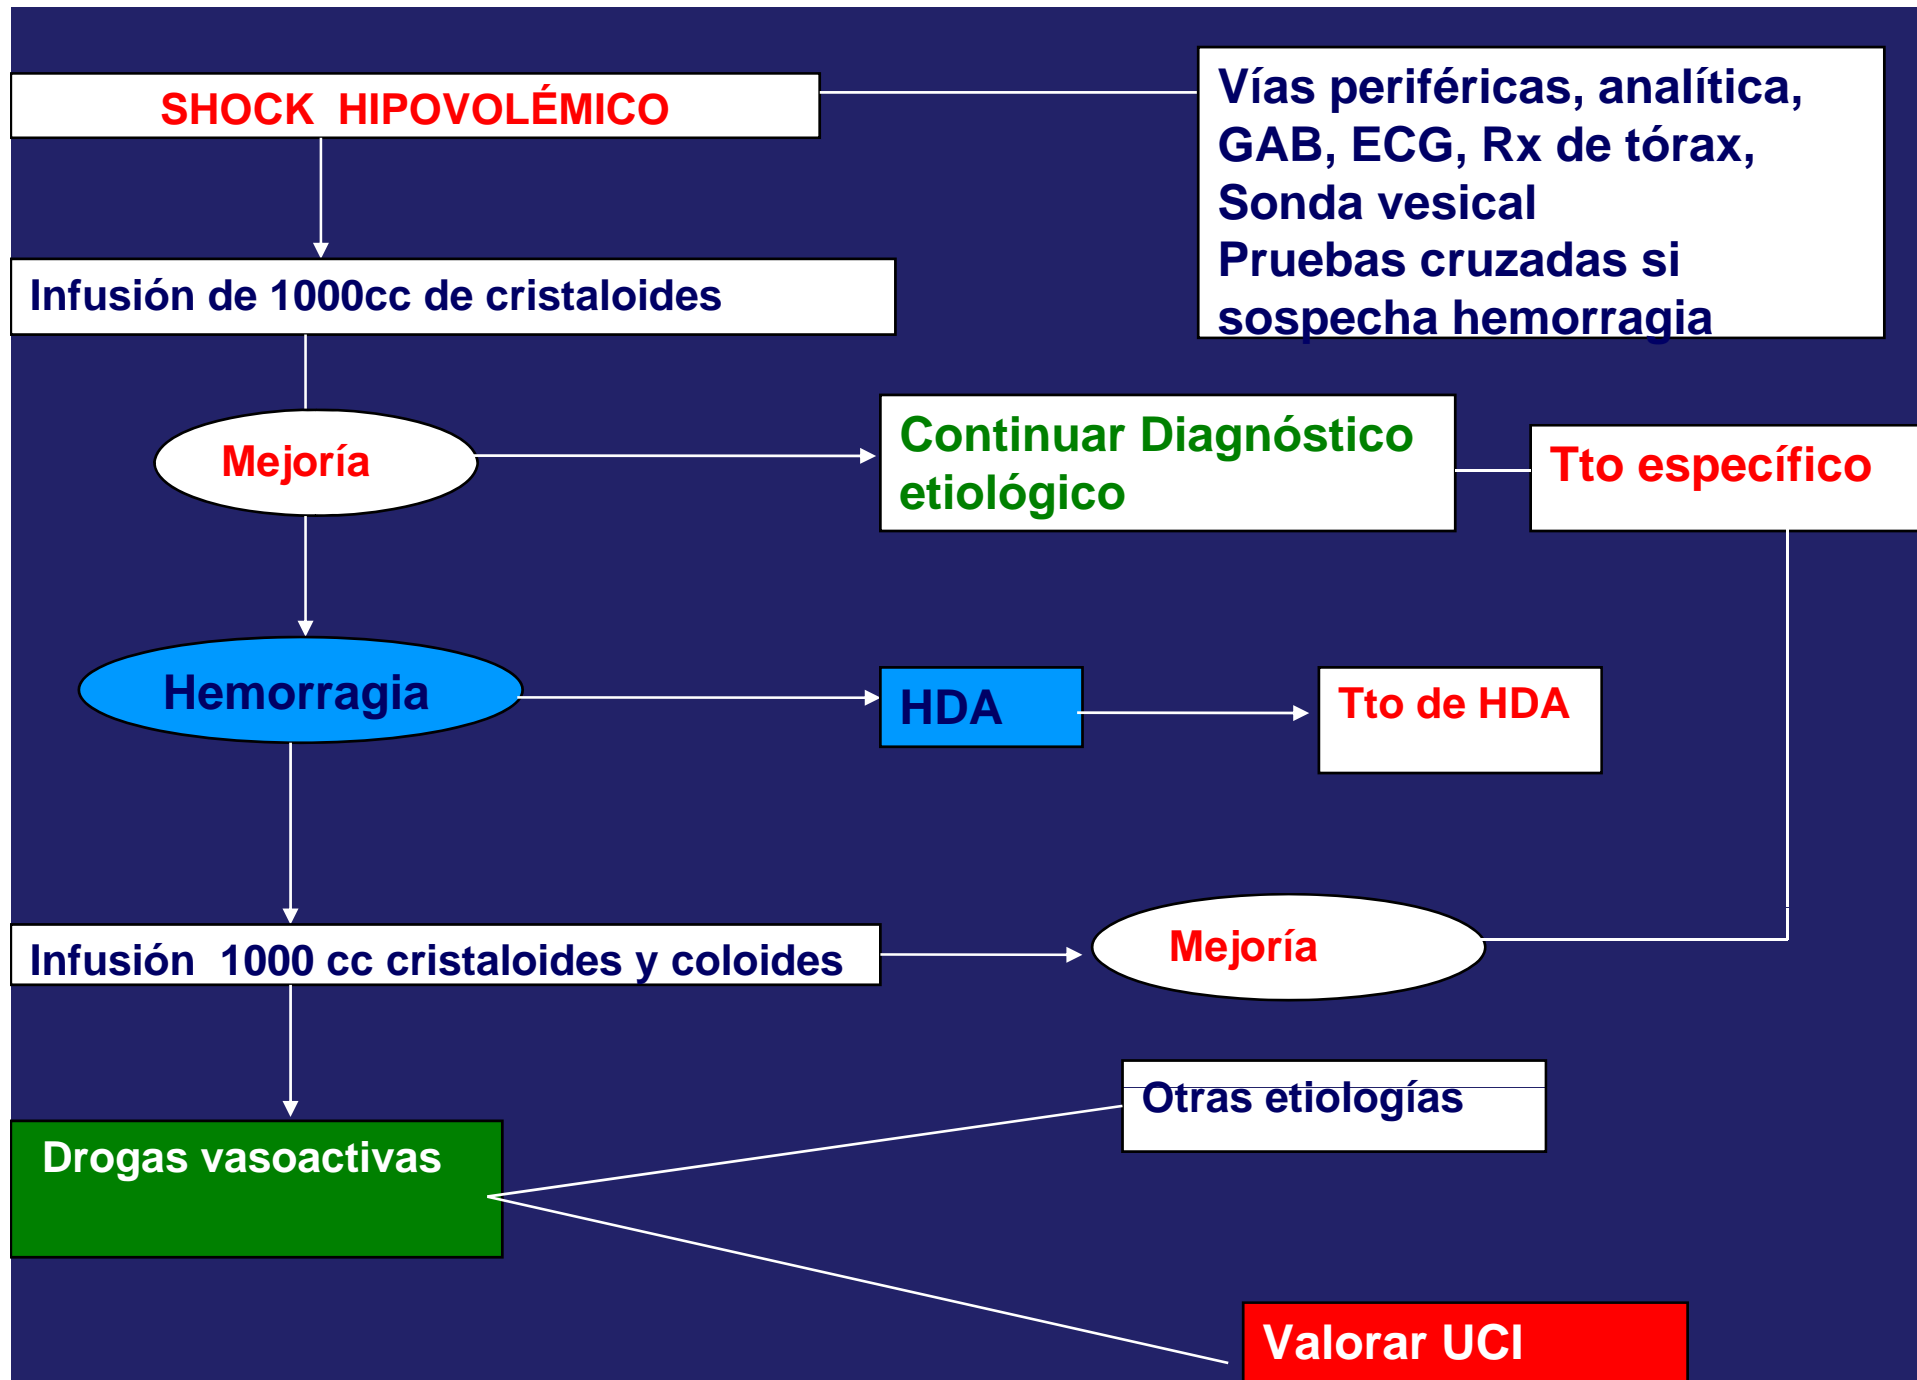 SHOCK HIPOVOLÉMICO
Vías periféricas, analítica,
GAB, ECG, Rx de tórax,
Sonda vesical
Pruebas cruzadas si
sospecha hemorragia
Infusión de 1000cc de cristaloides
Mejoría
Continuar Diagnóstico
etiológico
Tto específico
Hemorragia
HDA
Tto de HDA
Infusión 1000 cc cristaloides y coloides
Mejoría
Otras etiologías
Drogas vasoactivas
Valorar UCI